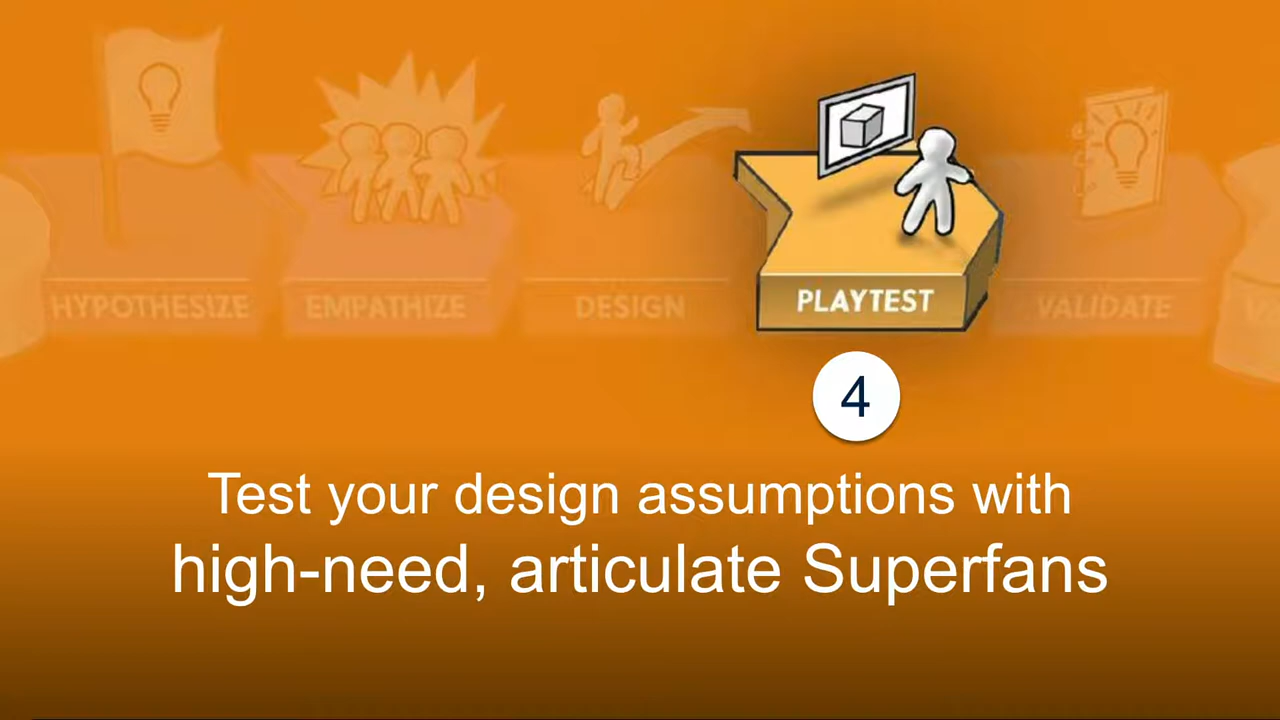 HYPOTHESIZE
EMPATHIZE
DESIGN
PLAYTEST
VALIDATE
4
Test your design assumptions with
high-need, articulate Superfans